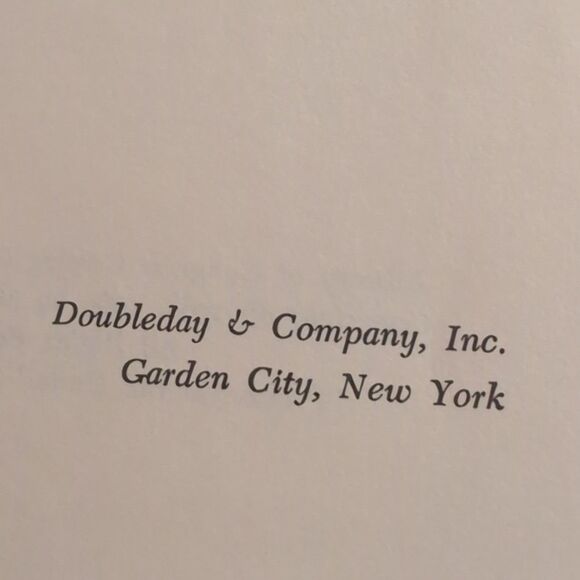 Doubleday & Company, Inc.
Garden City, New York